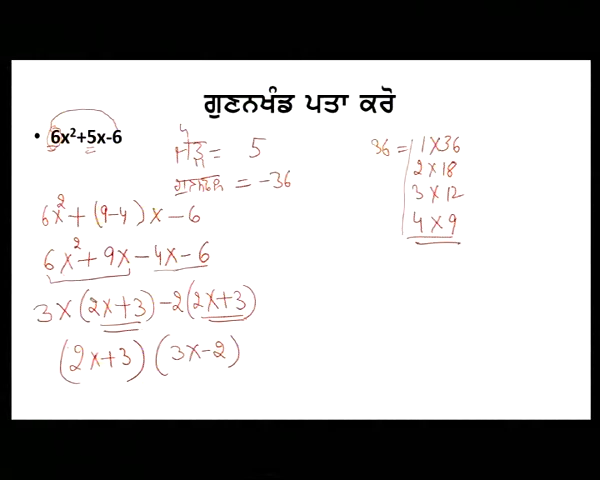 ਗੁਣਨਖੰਡ ਪਤਾ ਕਰੋ
• 6x²+5x-6
ਜੋੜ = 5
ਗੁਣਨਫਲ = -36
36 = 1×36
2×18
3×12
4×9
6x² + (9-4)x - 6
6x² + 9x - 4x - 6
3x(2x+3) - 2(2x+3)
(2x+3) (3x-2)